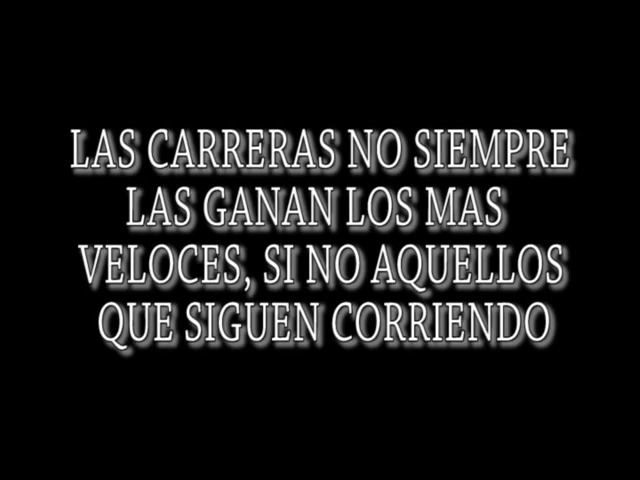 LAS CARRERAS NO SIEMPRE
LAS GANAN LOS MAS
VELOCES, SI NO AQUELLOS
QUE SIGUEN CORRIENDO